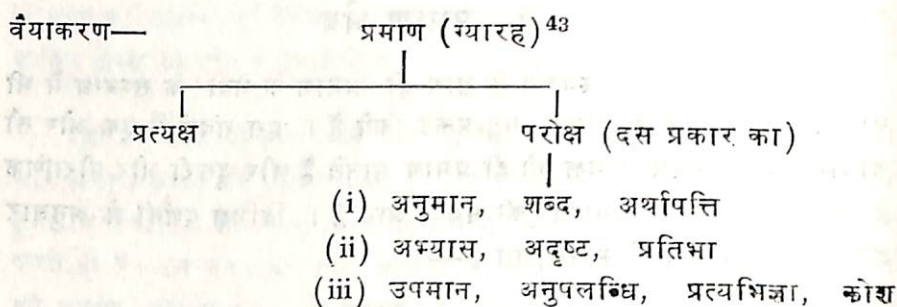 वैयाकरण— प्रमाण (ग्यारह)43
प्रत्यक्ष परोक्ष (दस प्रकार का)
(i) अनुमान, शब्द, अर्थापत्ति
(ii) अभ्यास, अदृष्ट, प्रतिभा
(iii) उपमान, अनुपलब्धि, प्रत्यभिज्ञा, कोश